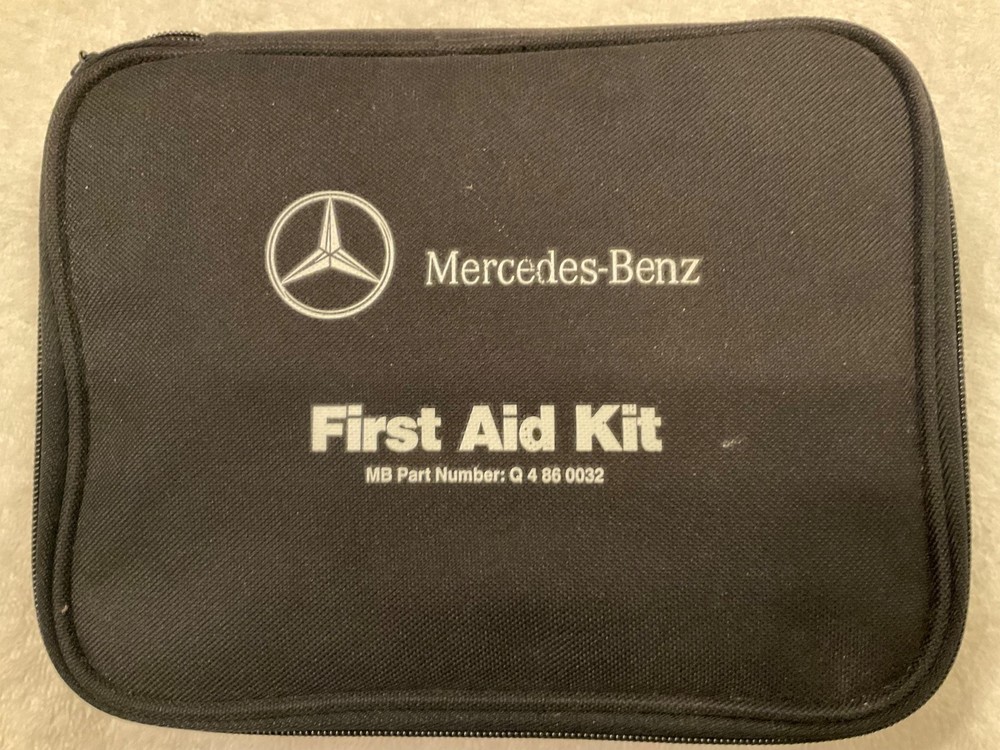 Mercedes-Benz
First Aid Kit
MB Part Number: Q 4 86 0032